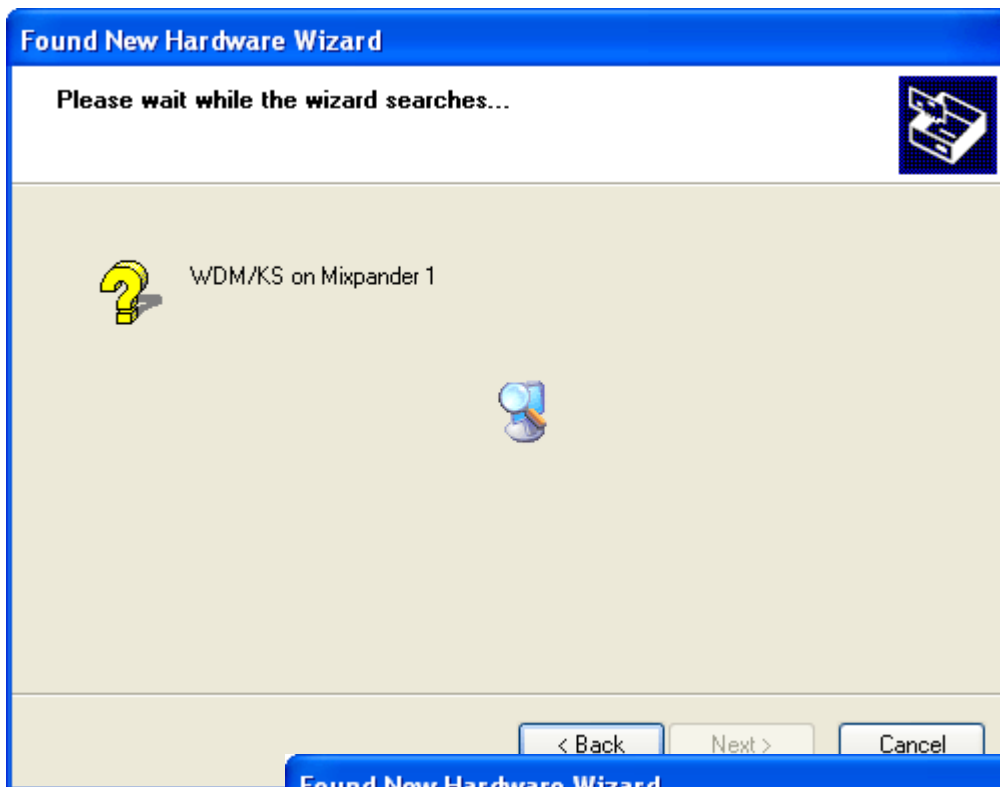 Found New Hardware Wizard
Please wait while the wizard searches...
WDM/KS on Mixpander 1
< Back
Next >
Cancel
Found New Hardware Wizard